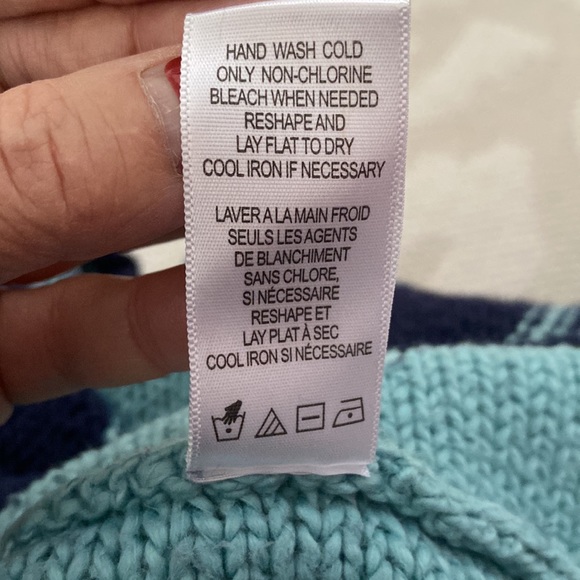 HAND WASH COLD
ONLY NON-CHLORINE
BLEACH WHEN NEEDED
RESHAPE AND
LAY FLAT TO DRY
COOL IRON IF NECESSARY
LAVER A LA MAIN FROID
SEULS LES AGENTS
DE BLANCHIMENT
SANS CHLORE,
SI NÉCESSAIRE
RESHAPE ET
LAY PLAT À SEC
COOL IRON SI NÉCESSAIRE